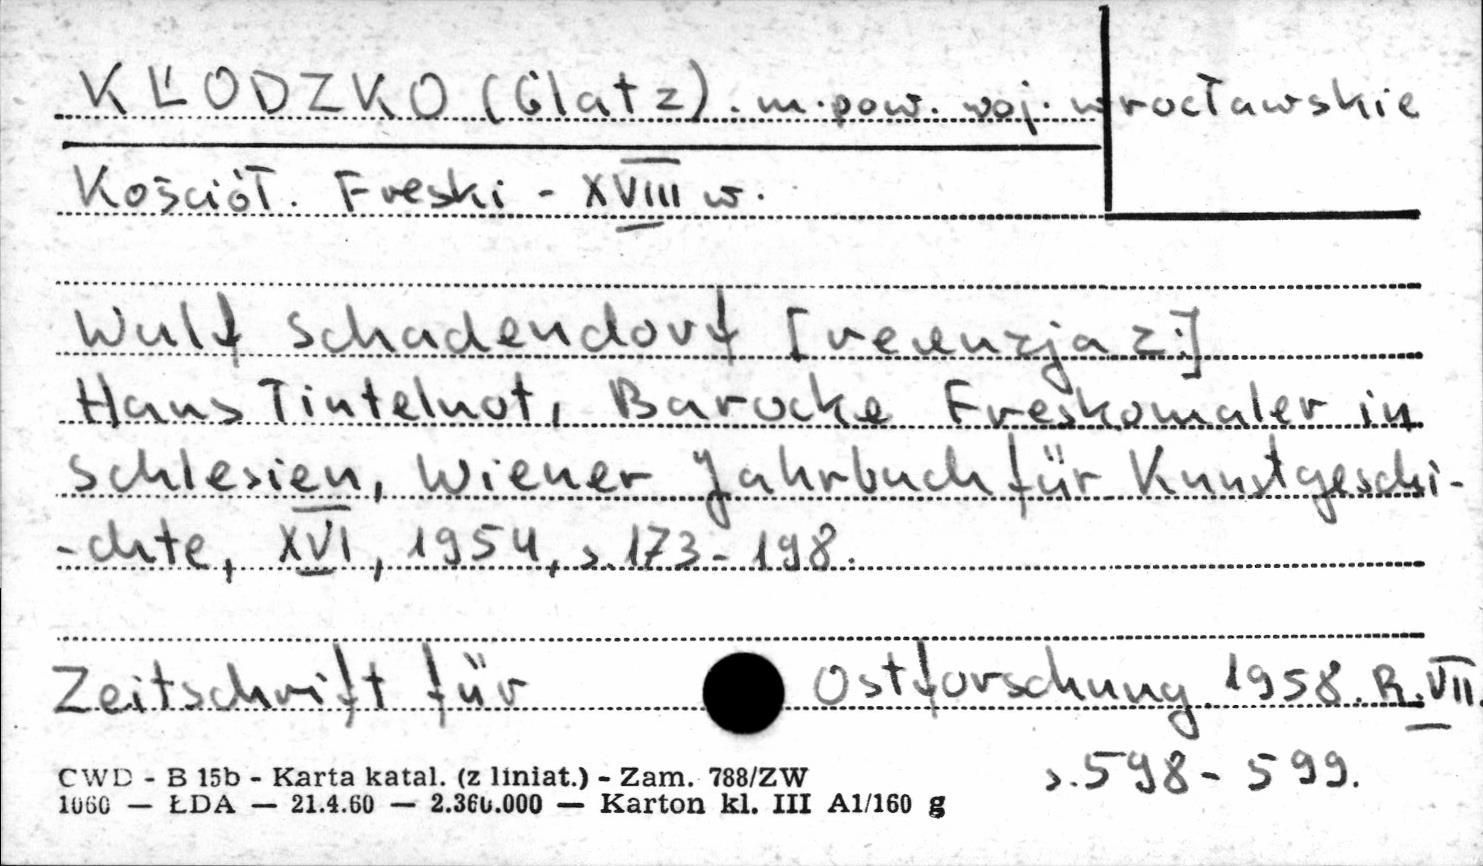 KŁODZKO (Glatz). m. pow. woj. wrocławskie
Kościół. Freski - XVIII w.
Wulf Schadendorf [recenzja z:]
Hans Tintelnot, Barocke Freskomaler in
Schlesien, Wiener Jahrbuch für Kunstgeschi-
-chte, XVI, 1954, s. 173-198.
Zeitschrift für Ostforschung 1958. R. VII
s. 598 - 599.
CWD - B 15b - Karta katal. (z liniat.) - Zam. 788/ZW
1060 — ŁDA — 21.4.60 — 2.360.000 — Karton kl. III A1/160 g